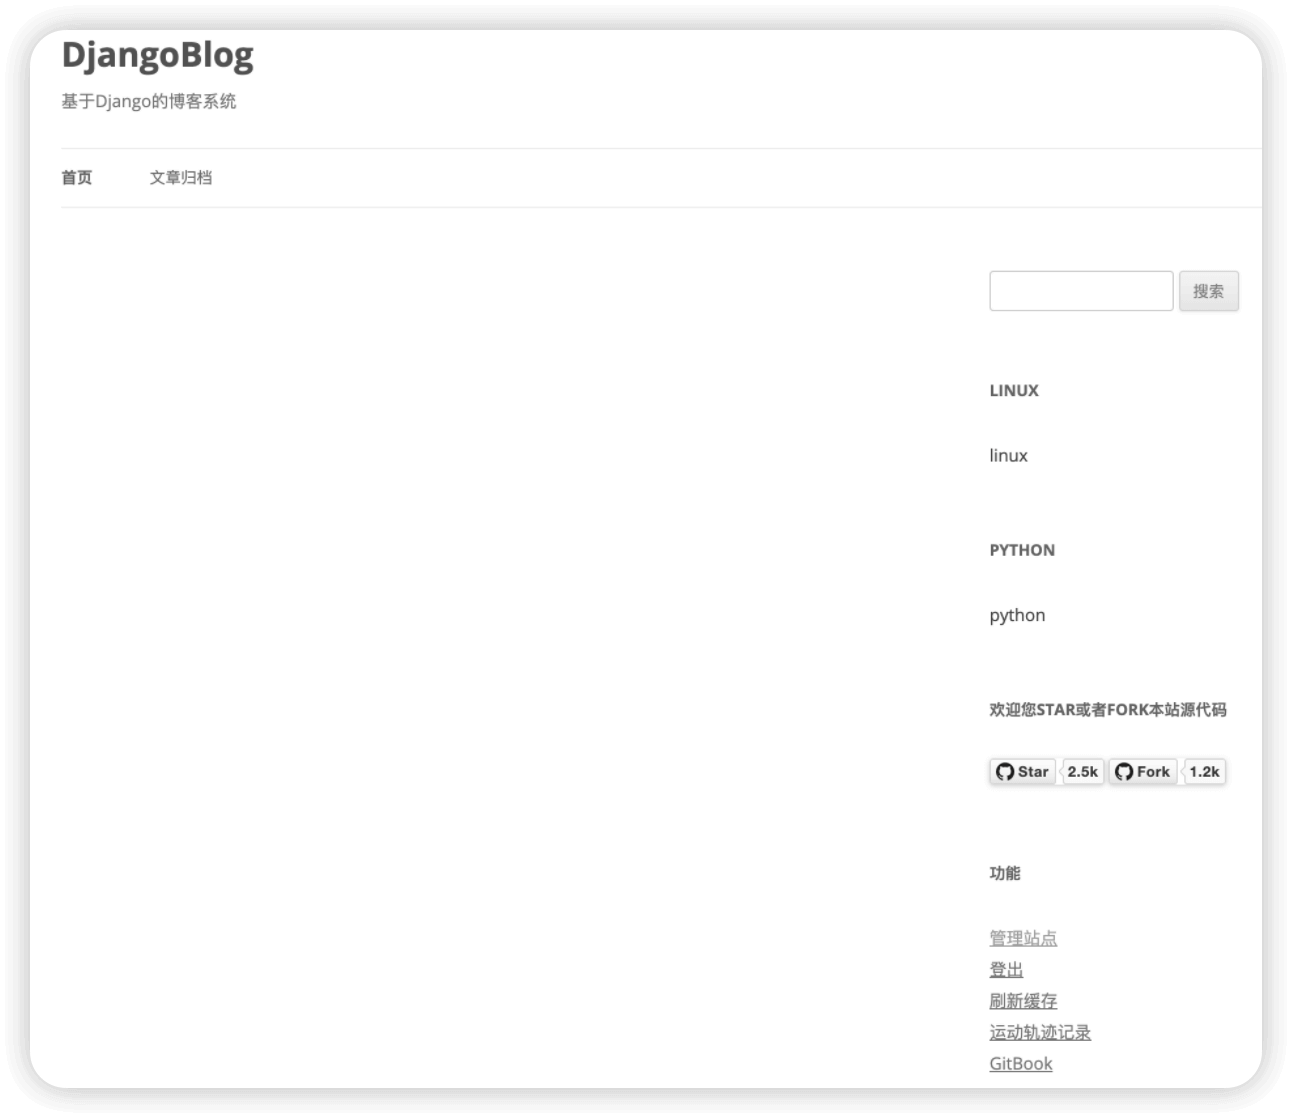 DjangoBlog
基于Django的博客系统
首页 文章归档
搜索
LINUX
linux
PYTHON
python
欢迎您STAR或者FORK本站源代码
Star 2.5k Fork 1.2k
功能
管理站点
登出
刷新缓存
运动轨迹记录
GitBook